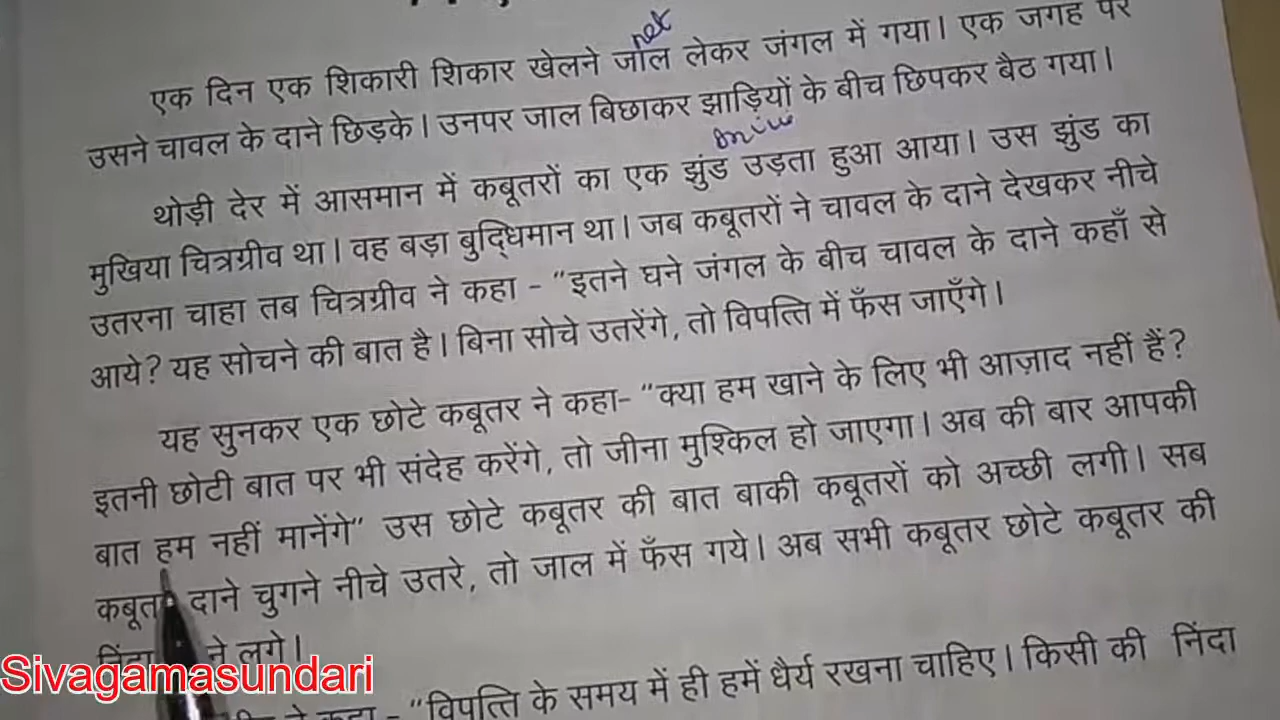 net
एक दिन एक शिकारी शिकार खेलने जाल लेकर जंगल में गया। एक जगह पर
उसने चावल के दाने छिड़के। उनपर जाल बिछाकर झाड़ियों के बीच छिपकर बैठ गया।
थोड़ी देर में आसमान में कबूतरों का एक झुंड उड़ता हुआ आया। उस झुंड का
मुखिया चित्रग्रीव था। वह बड़ा बुद्धिमान था। जब कबूतरों ने चावल के दाने देखकर नीचे
उतरना चाहा तब चित्रग्रीव ने कहा - "इतने घने जंगल के बीच चावल के दाने कहाँ से
आये? यह सोचने की बात है। बिना सोचे उतरेंगे, तो विपत्ति में फँस जाएँगे।
यह सुनकर एक छोटे कबूतर ने कहा- "क्या हम खाने के लिए भी आज़ाद नहीं हैं?
इतनी छोटी बात पर भी संदेह करेंगे, तो जीना मुश्किल हो जाएगा। अब की बार आपकी
बात हम नहीं मानेंगे" उस छोटे कबूतर की बात बाकी कबूतरों को अच्छी लगी। सब
दाने चुगने नीचे उतरे, तो जाल में फँस गये। अब सभी कबूतर छोटे कबूतर की
लगे।
कहा - "विपत्ति के समय में ही हमें धैर्य रखना चाहिए। किसी की निंदा
Sivagamasundari